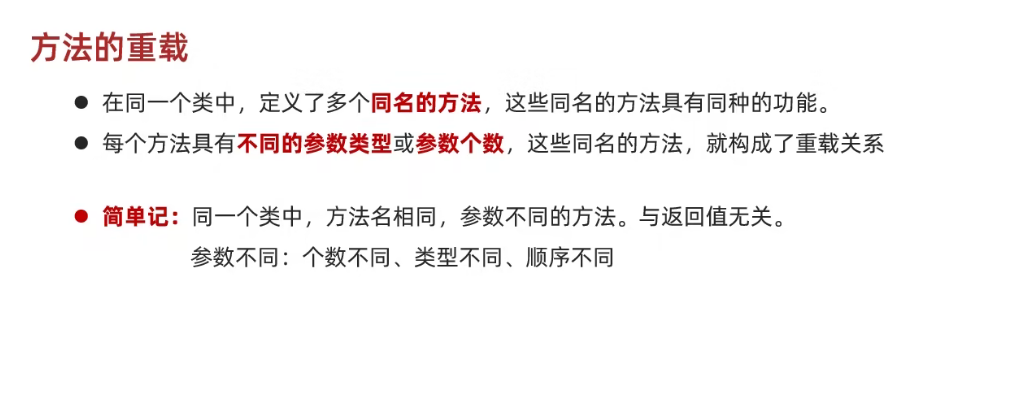 方法的重载
● 在同一个类中，定义了多个同名的方法，这些同名的方法具有同种的功能。
● 每个方法具有不同的参数类型或参数个数，这些同名的方法，就构成了重载关系
● 简单记：同一个类中，方法名相同，参数不同的方法。与返回值无关。
参数不同：个数不同、类型不同、顺序不同